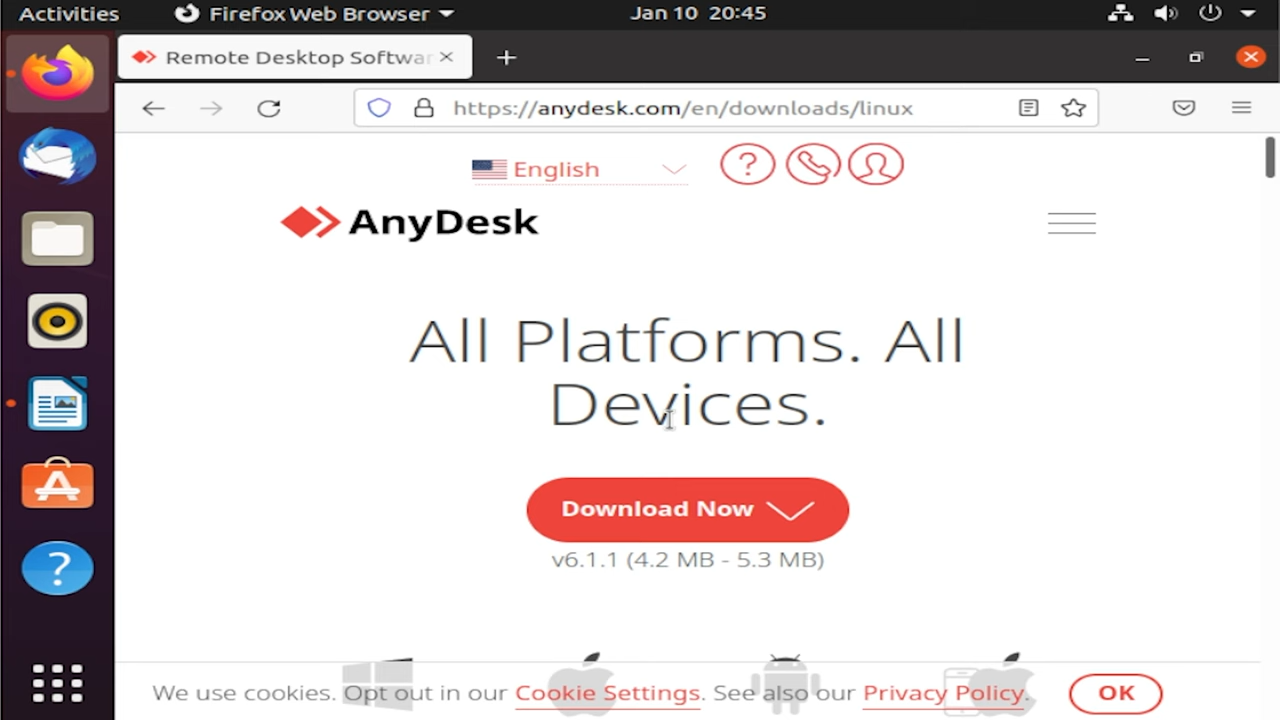 Activities Firefox Web Browser Jan 10 20:45
Remote Desktop Softwar
https://anydesk.com/en/downloads/linux
English ?
AnyDesk
All Platforms. All
Devices.
Download Now
v6.1.1 (4.2 MB - 5.3 MB)
?
We use cookies. Opt out in our Cookie Settings. See also our Privacy Policy. OK